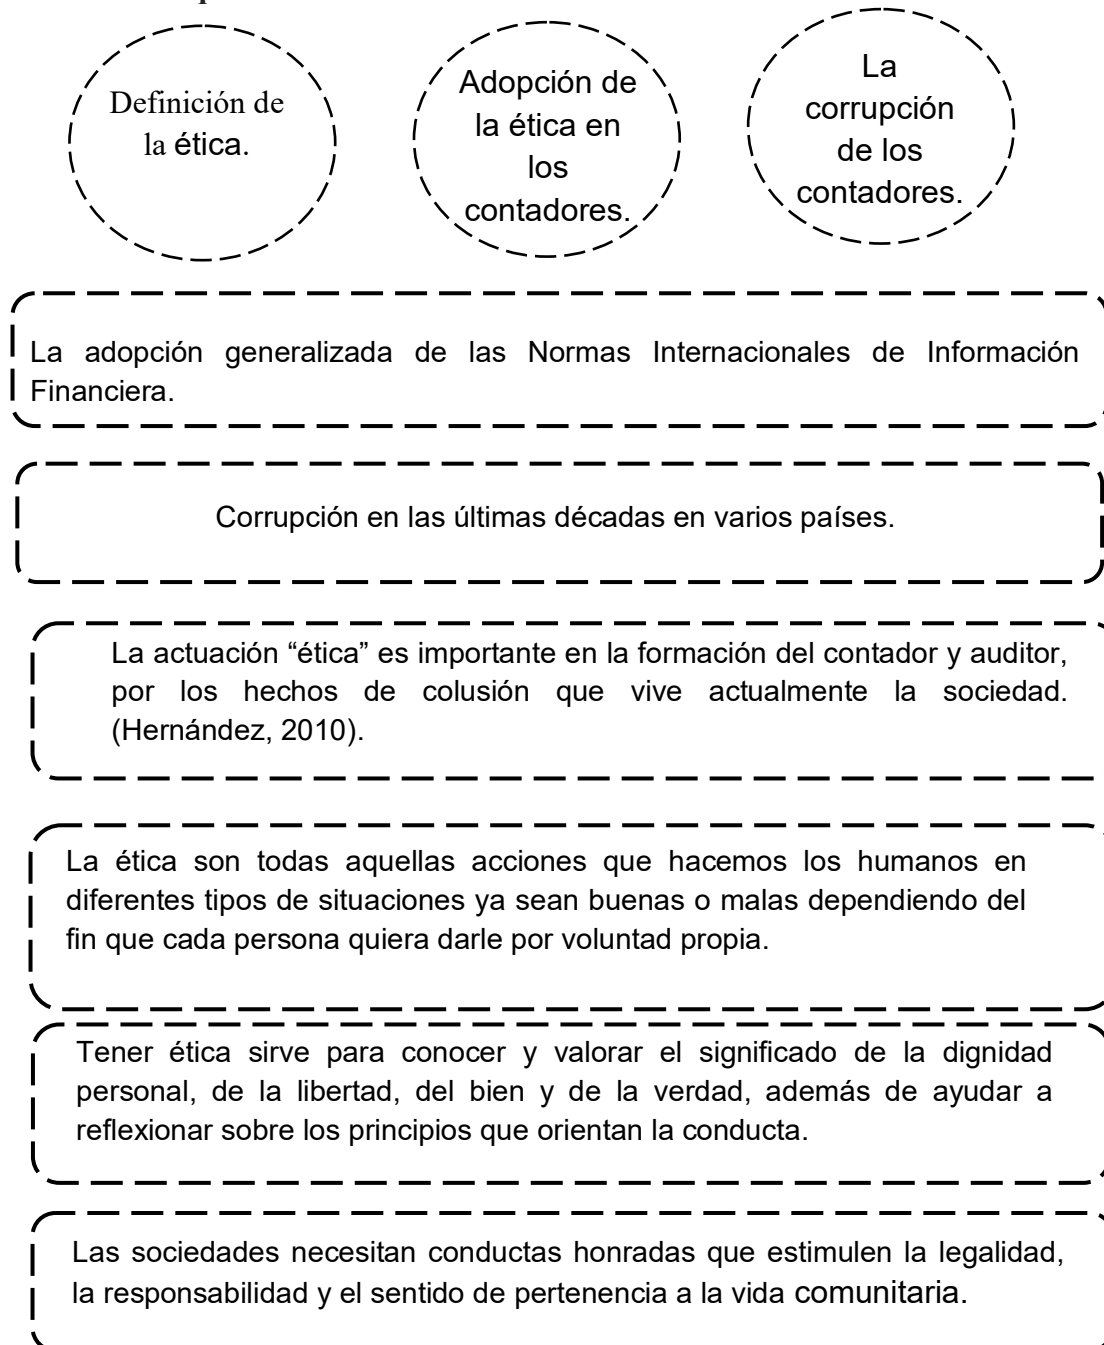 Definición de
la ética.
Adopción de
la ética en
los
contadores.
La
corrupción
de los
contadores.
La adopción generalizada de las Normas Internacionales de Información
Financiera.
Corrupción en las últimas décadas en varios países.
La actuación “ética” es importante en la formación del contador y auditor,
por los hechos de colusión que vive actualmente la sociedad.
(Hernández, 2010).
La ética son todas aquellas acciones que hacemos los humanos en
diferentes tipos de situaciones ya sean buenas o malas dependiendo del
fin que cada persona quiera darle por voluntad propia.
Tener ética sirve para conocer y valorar el significado de la dignidad
personal, de la libertad, del bien y de la verdad, además de ayudar a
reflexionar sobre los principios que orientan la conducta.
Las sociedades necesitan conductas honradas que estimulen la legalidad,
la responsabilidad y el sentido de pertenencia a la vida comunitaria.